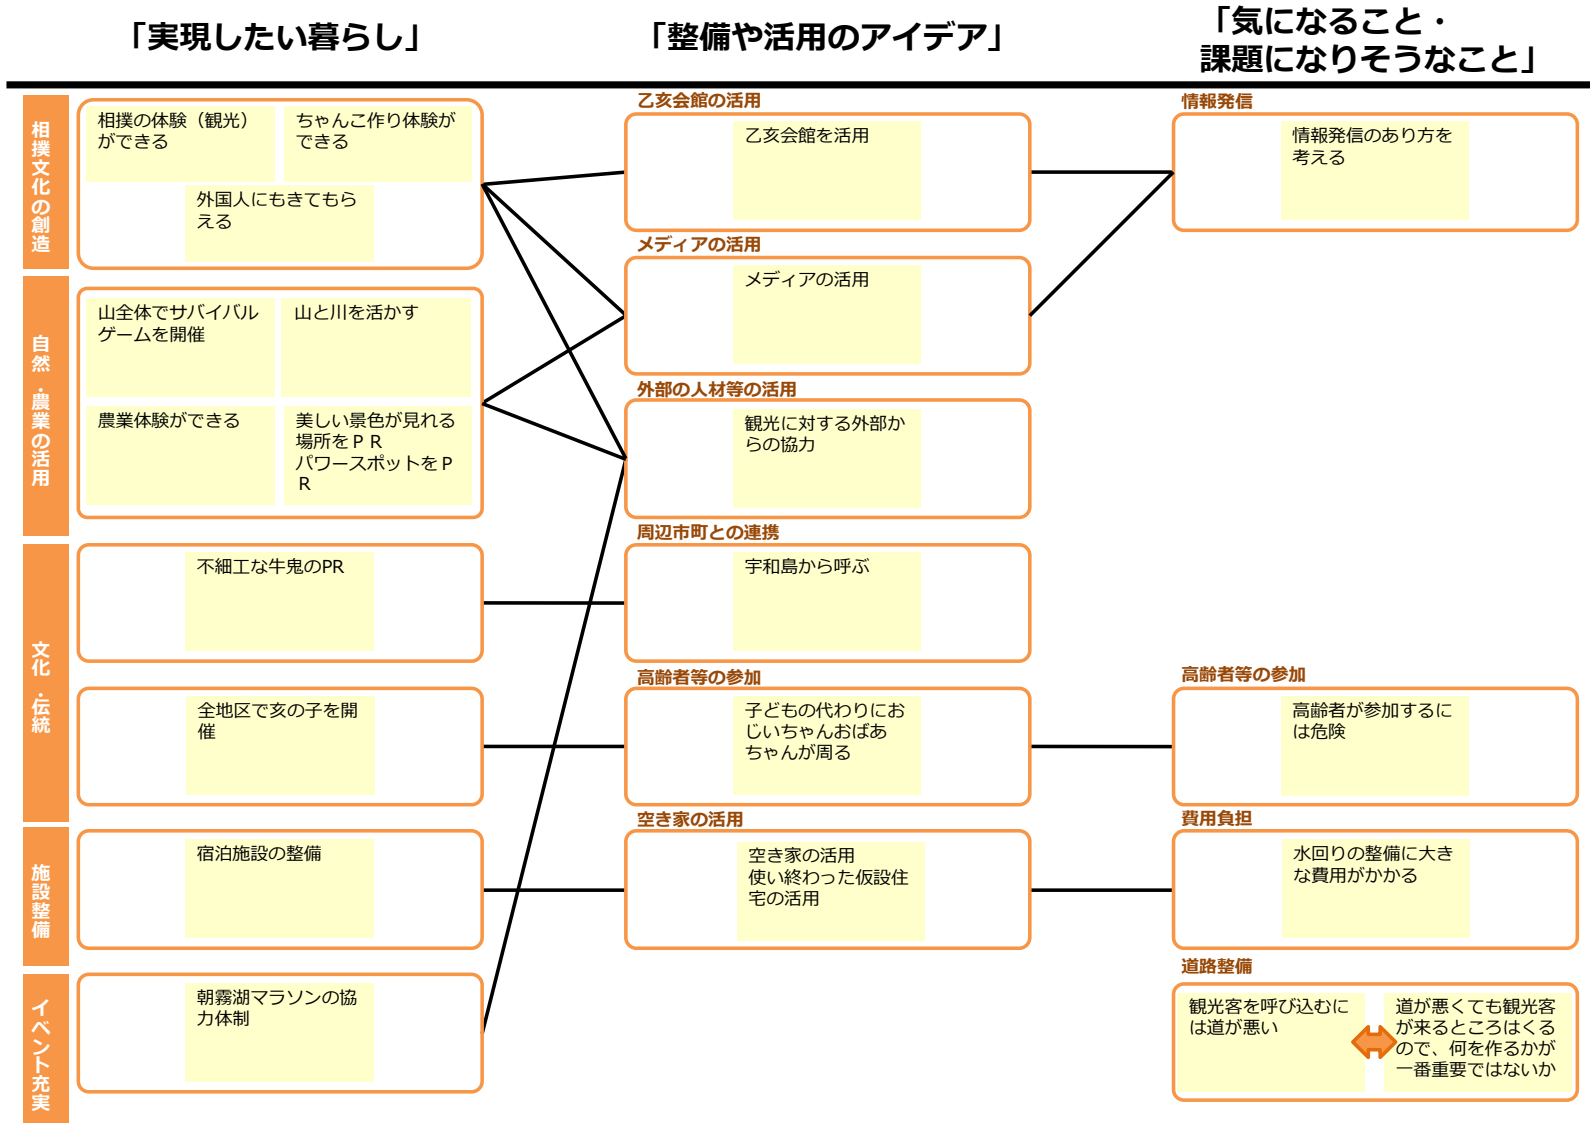 「実現したい暮らし」
「整備や活用のアイデア」
「気になること・
課題になりそうなこと」
相撲文化の創造
相撲の体験（観光）
ができる
ちゃんこ作り体験が
できる
外国人にもきてもら
える
乙亥会館の活用
乙亥会館を活用
情報発信
情報発信のあり方を
考える
メディアの活用
メディアの活用
自然・農業の活用
山全体でサバイバル
ゲームを開催
山と川を活かす
農業体験ができる
美しい景色が見れる
場所をＰＲ
パワースポットをＰ
Ｒ
外部の人材等の活用
観光に対する外部か
らの協力
文化・伝統
不細工な牛鬼のPR
周辺市町との連携
宇和島から呼ぶ
全地区で亥の子を開
催
高齢者等の参加
子どもの代わりにお
じいちゃんおばあ
ちゃんが周る
高齢者等の参加
高齢者が参加するに
は危険
施設整備
宿泊施設の整備
空き家の活用
空き家の活用
使い終わった仮設住
宅の活用
費用負担
水回りの整備に大き
な費用がかかる
イベント充実
朝霧湖マラソンの協
力体制
道路整備
観光客を呼び込むに
は道が悪い
道が悪くても観光客
が来るところはくる
ので、何を作るかが
一番重要ではないか